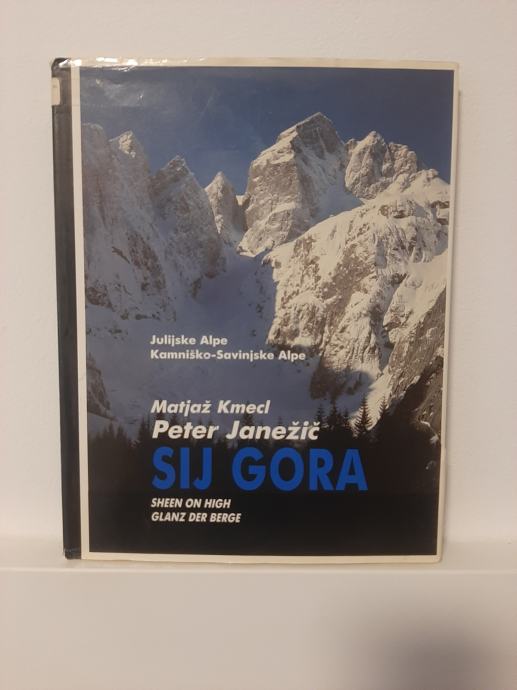 Julijske Alpe
Kamniško-Savinjske Alpe
Matjaž Kmecl
Peter Janežič
SIJ GORA
SHEEN ON HIGH
GLANZ DER BERGE